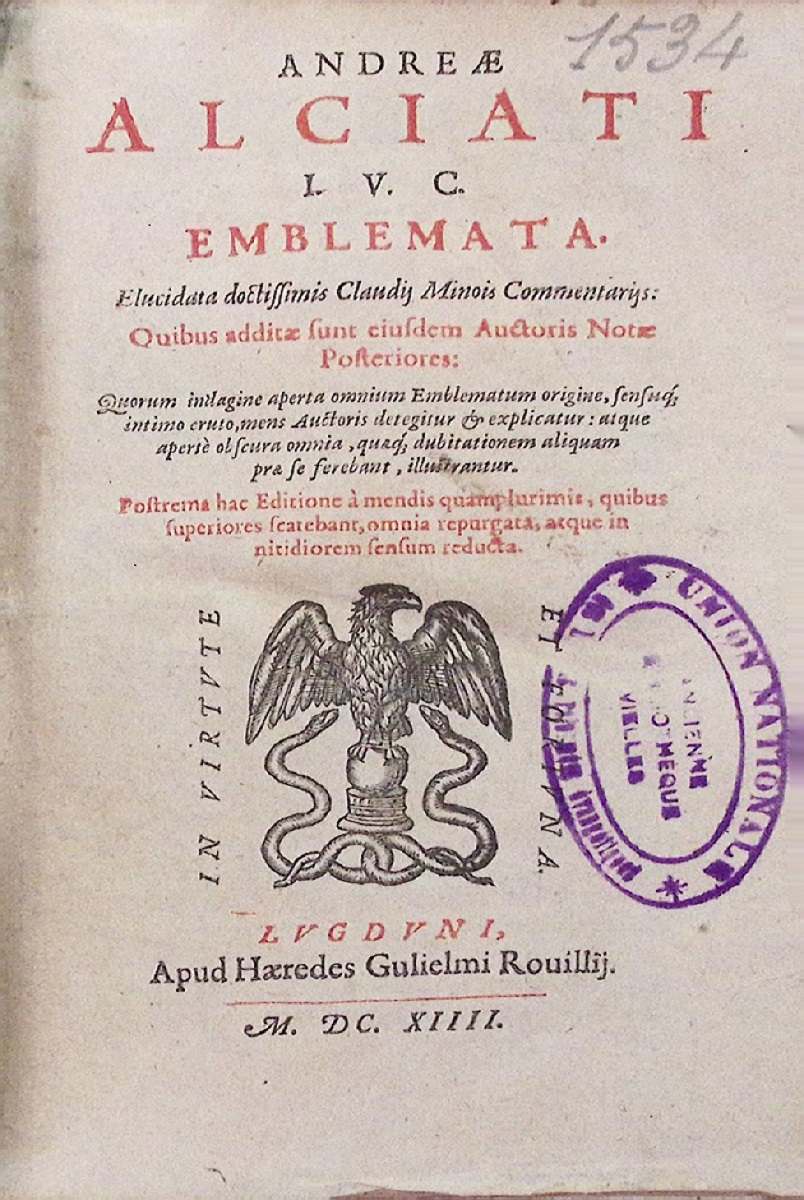 1534
ANDREÆ
ALCIATI
I. V. C.
EMBLEMATA.
Elucidata doctiſſimis Claudij Minois Commentarijs:
Quibus additæ ſunt eiuſdem Auctoris Notæ
Poſteriores:
Quorum indagine aperta omnium Emblematum origine, ſenſuq́;
intimo eruto, mens Auctoris detegitur & explicatur: atque
apertè obſcura omnia, quæq́; dubitationem aliquam
præ ſe ferebant, illuſtrantur.
Poſtrema hac Editione à mendis quamplurimis, quibus
ſuperiores ſcatebant, omnia repurgata, atque in
nitidiorem ſenſum reducta.
IN VIRTVTE
ET FORTVNA.
UNION NATIONALE
ANCIENNE
BIBLIOTHEQUE
VIELLES
LVGDVNI,
Apud Hæredes Gulielmi Rouillij.
M. DC. XIIII.